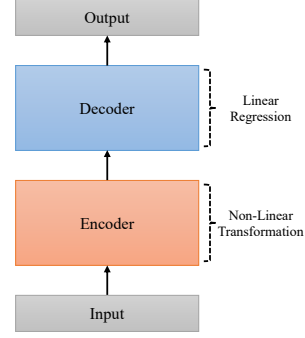 Output
Decoder
Linear
Regression
Encoder
Non-Linear
Transformation
Input